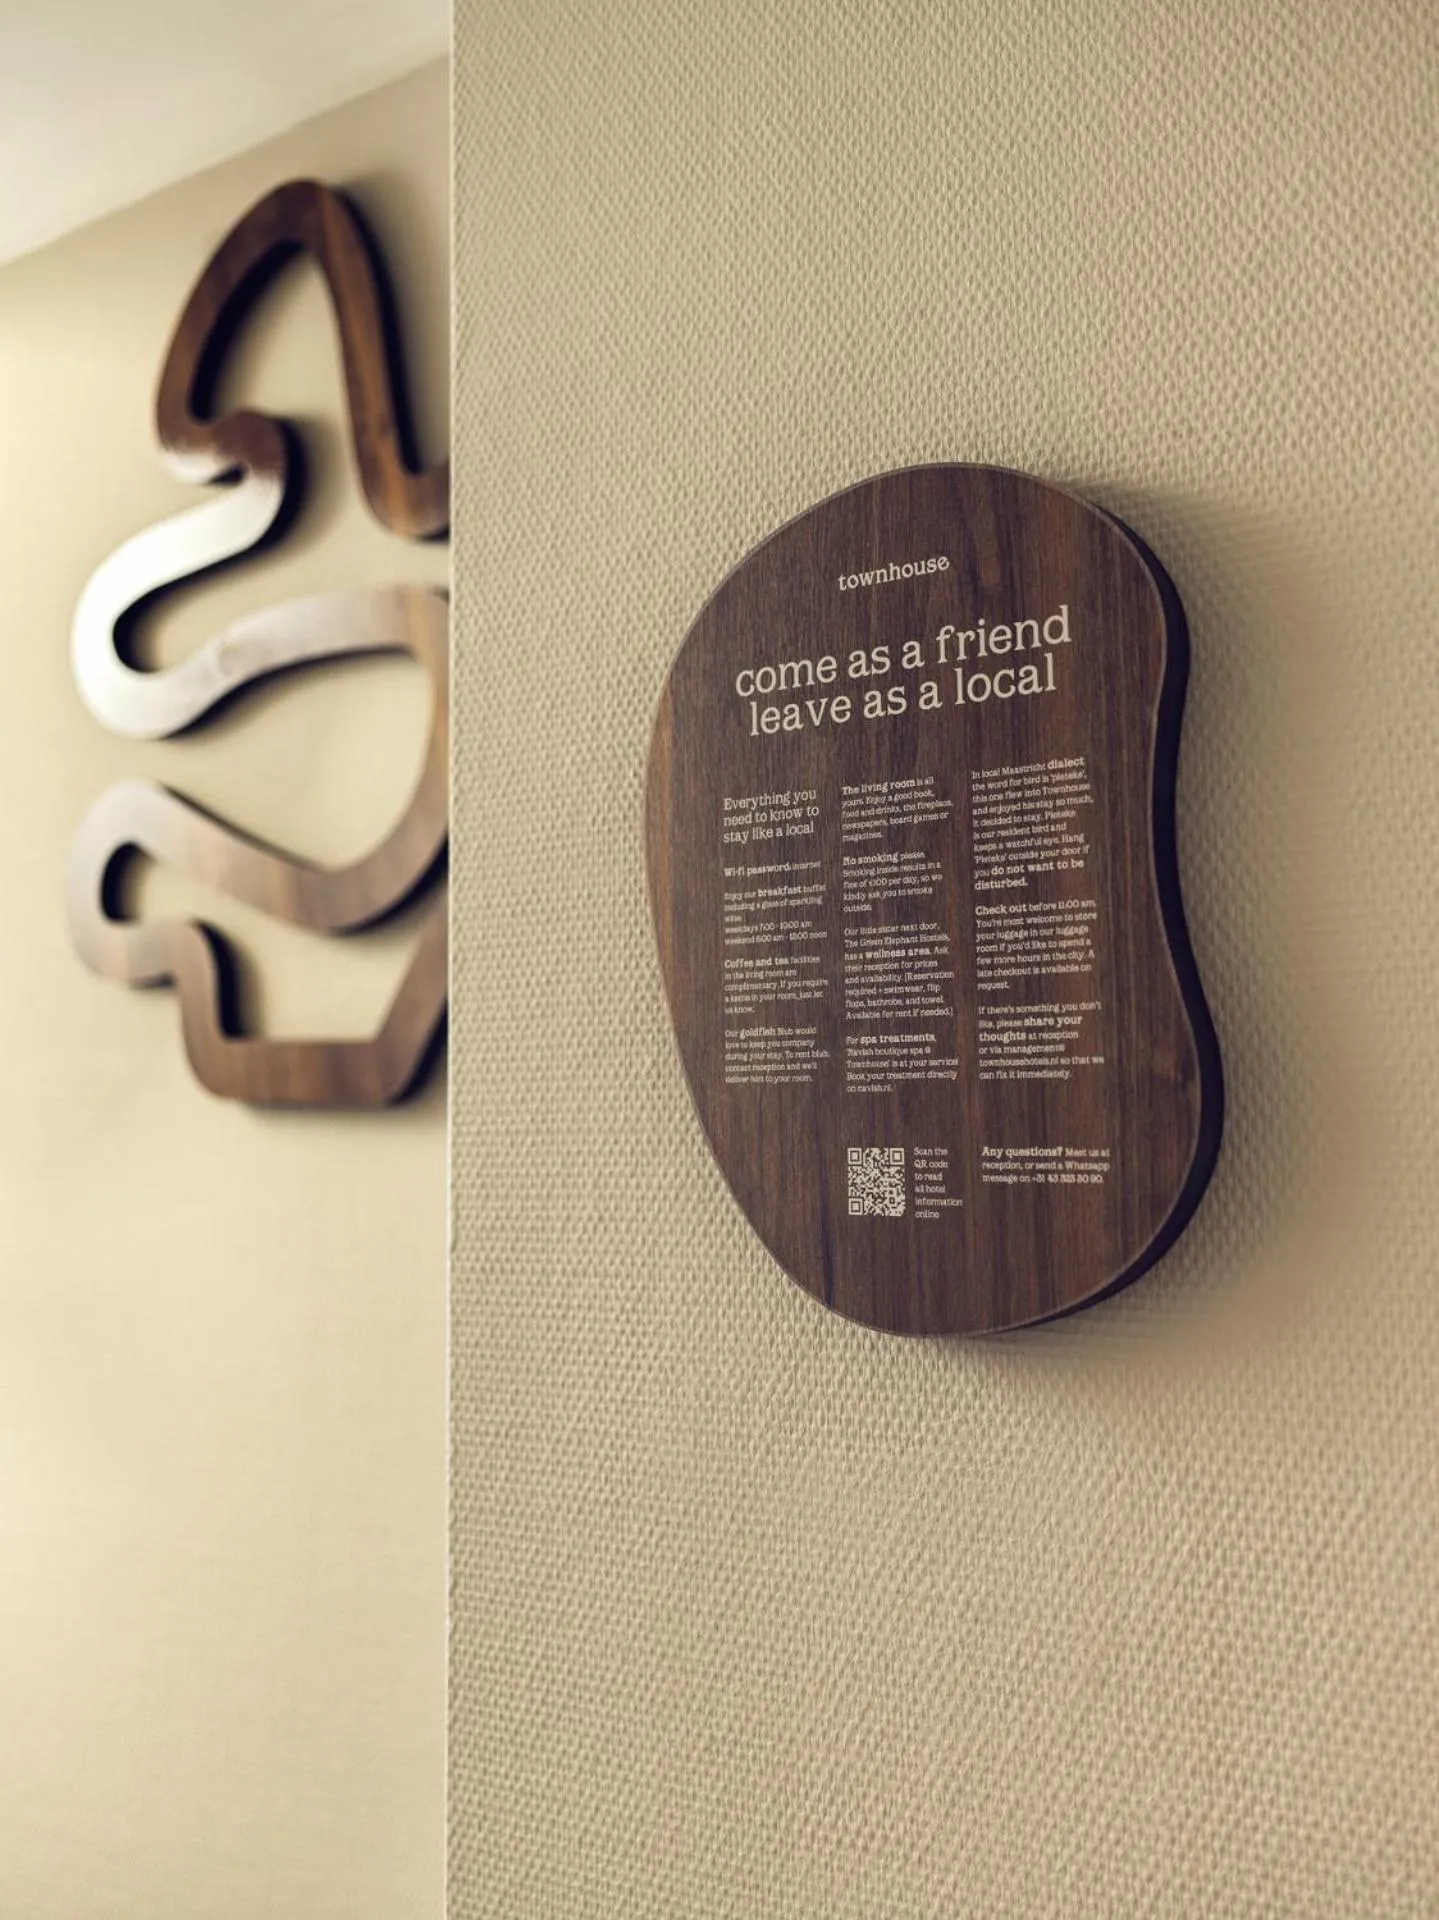 townhouse
come as a friend
leave as a local
Everything you
need to know to
stay like a local
Wi-fi password: internet
Enjoy our breakfast buffet
including a glass of sparkling
wine
weekdays 7.00 - 10.00 am
weekend 8.00 am - 12.00 noon
Coffee and tea facilities
in the living room are
complimentary. If you require
a kettle in your room, just let
us know.
Our goldfish Blub would
love to keep you company
during your stay. To rent blub,
contact reception and we'll
deliver him to your room.
The living room is all
yours. Enjoy a good book,
food and drinks, the fireplace,
newspapers, board games or
magazines.
No smoking please.
Smoking inside results in a
fine of €100 per day, so we
kindly ask you to smoke
outside.
Our little sister next door,
The Green Elephant Hostels,
has a wellness area. Ask
their reception for prices
and availability. (Reservation
required + swimwear, flip
flops, bathrobe, and towel.
Available for rent if needed.)
For spa treatments,
'Ravish boutique spa @
Townhouse' is at your service!
Book your treatment directly
on ravish.nl.
In local Maastricht dialect
the word for bird is 'pieteke',
this one flew into Townhouse
and enjoyed his stay so much,
it decided to stay. Pieteke
is our resident bird and
keeps a watchful eye. Hang
'Pieteke' outside your door if
you do not want to be
disturbed.
Check out before 11.00 am.
You're most welcome to store
your luggage in our luggage
room if you'd like to spend a
few more hours in the city. A
late checkout is available on
request.
If there's something you don't
like, please share your
thoughts at reception
or via management@
townhousehotels.nl so that we
can fix it immediately.
Scan the
QR code
to read
all hotel
information
online
Any questions? Meet us at
reception, or send a Whatsapp
message on +31 43 323 30 90.